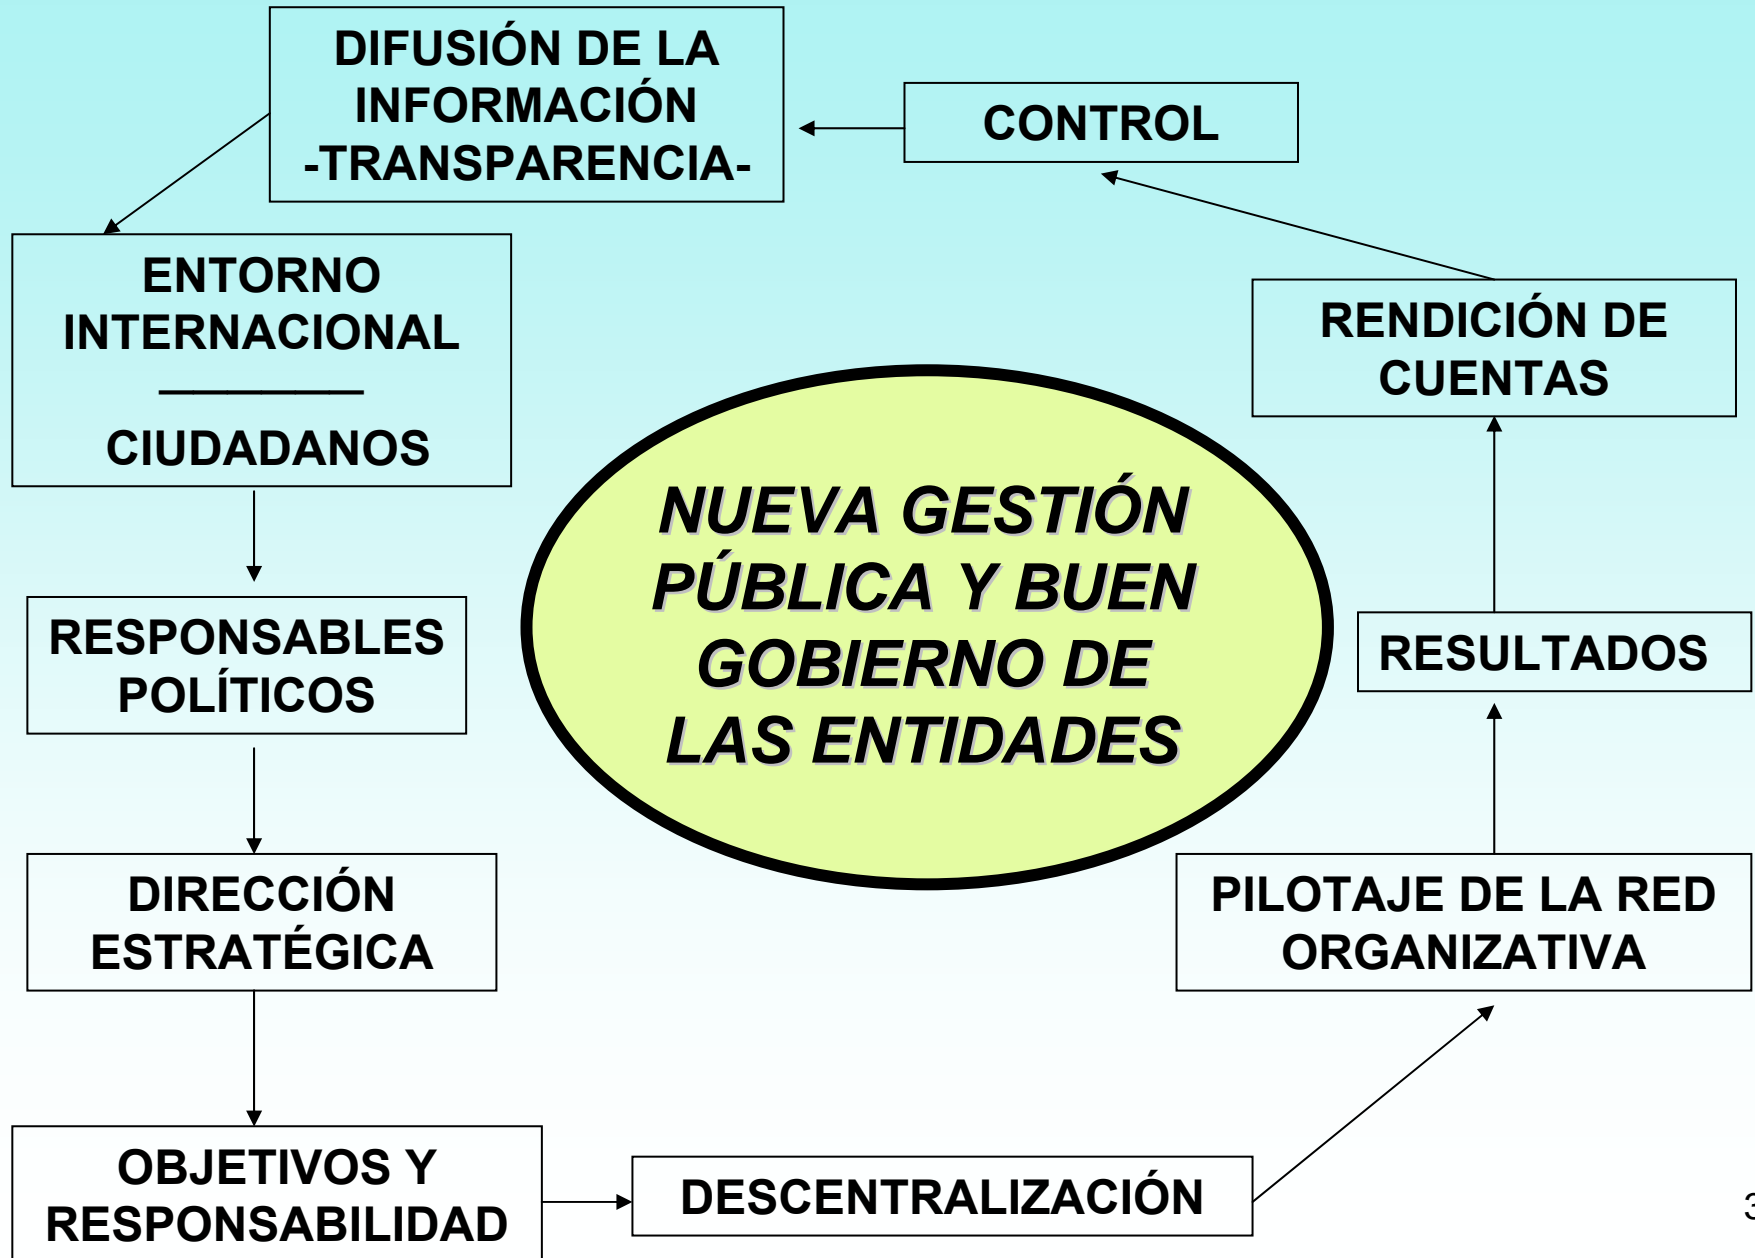 DIFUSIÓN DE LA
INFORMACIÓN
-TRANSPARENCIA-
CONTROL
ENTORNO
INTERNACIONAL
CIUDADANOS
RENDICIÓN DE
CUENTAS
NUEVA GESTIÓN
PÚBLICA Y BUEN
GOBIERNO DE
LAS ENTIDADES
RESPONSABLES
POLÍTICOS
RESULTADOS
DIRECCIÓN
ESTRATÉGICA
PILOTAJE DE LA RED
ORGANIZATIVA
OBJETIVOS Y
RESPONSABILIDAD
DESCENTRALIZACIÓN
3